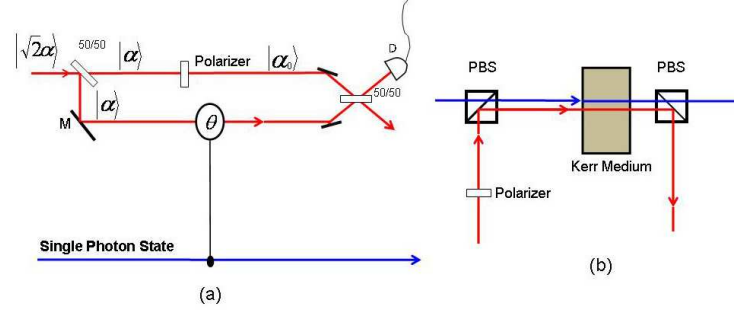 |√2α⟩
50/50
|α⟩
Polarizer
|α₀⟩
D
50/50
|α⟩
M
θ
Single Photon State
(a)
PBS
PBS
Kerr Medium
Polarizer
(b)